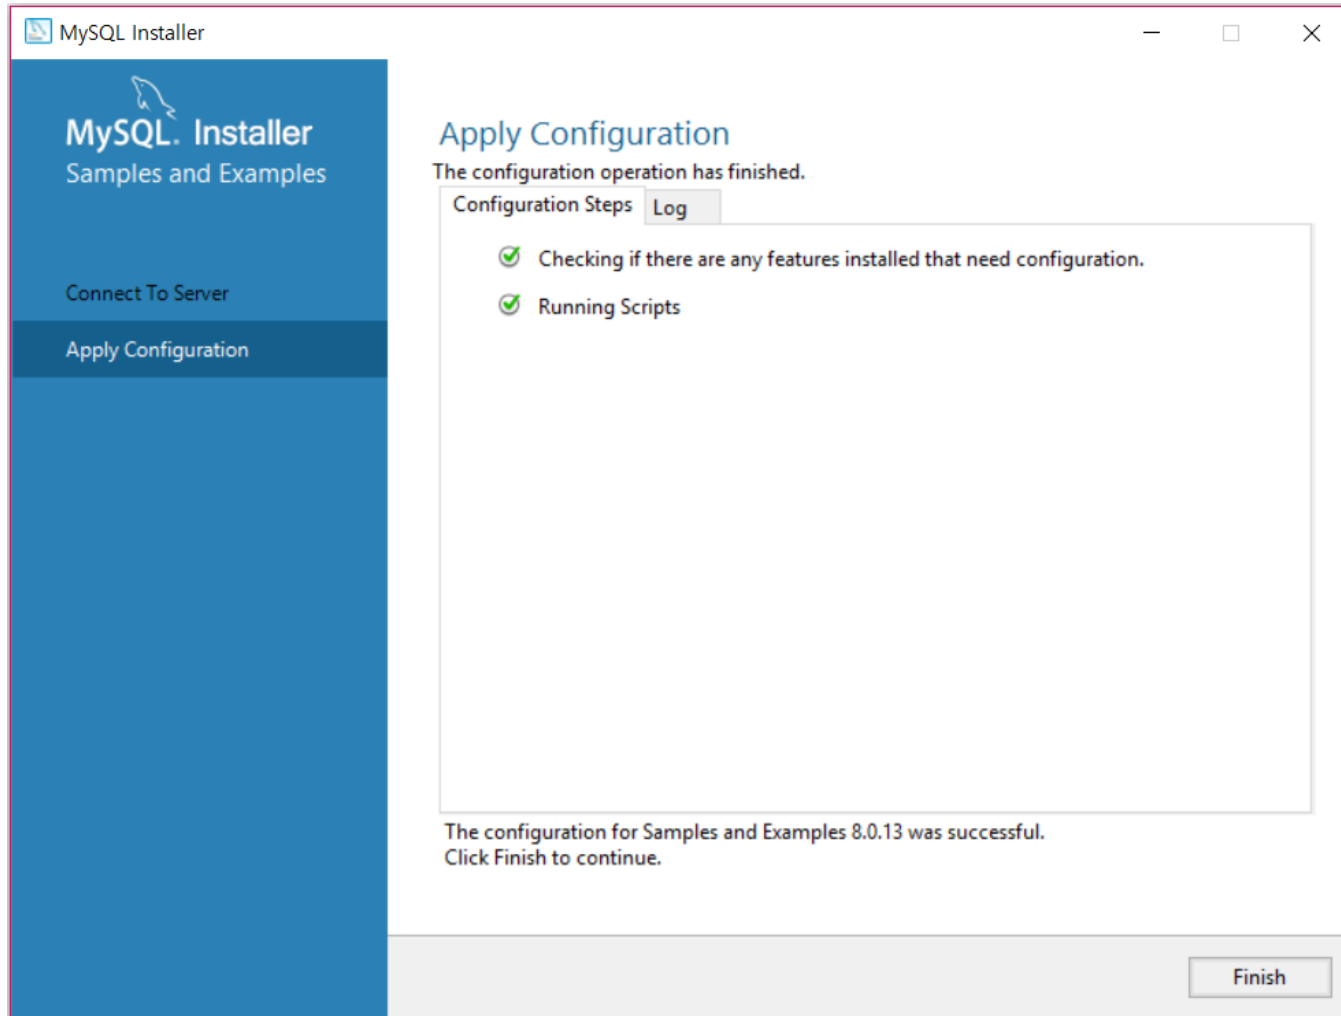 MySQL Installer
MySQL. Installer
Samples and Examples
Connect To Server
Apply Configuration
Apply Configuration
The configuration operation has finished.
Configuration Steps Log
Checking if there are any features installed that need configuration.
Running Scripts
The configuration for Samples and Examples 8.0.13 was successful.
Click Finish to continue.
Finish